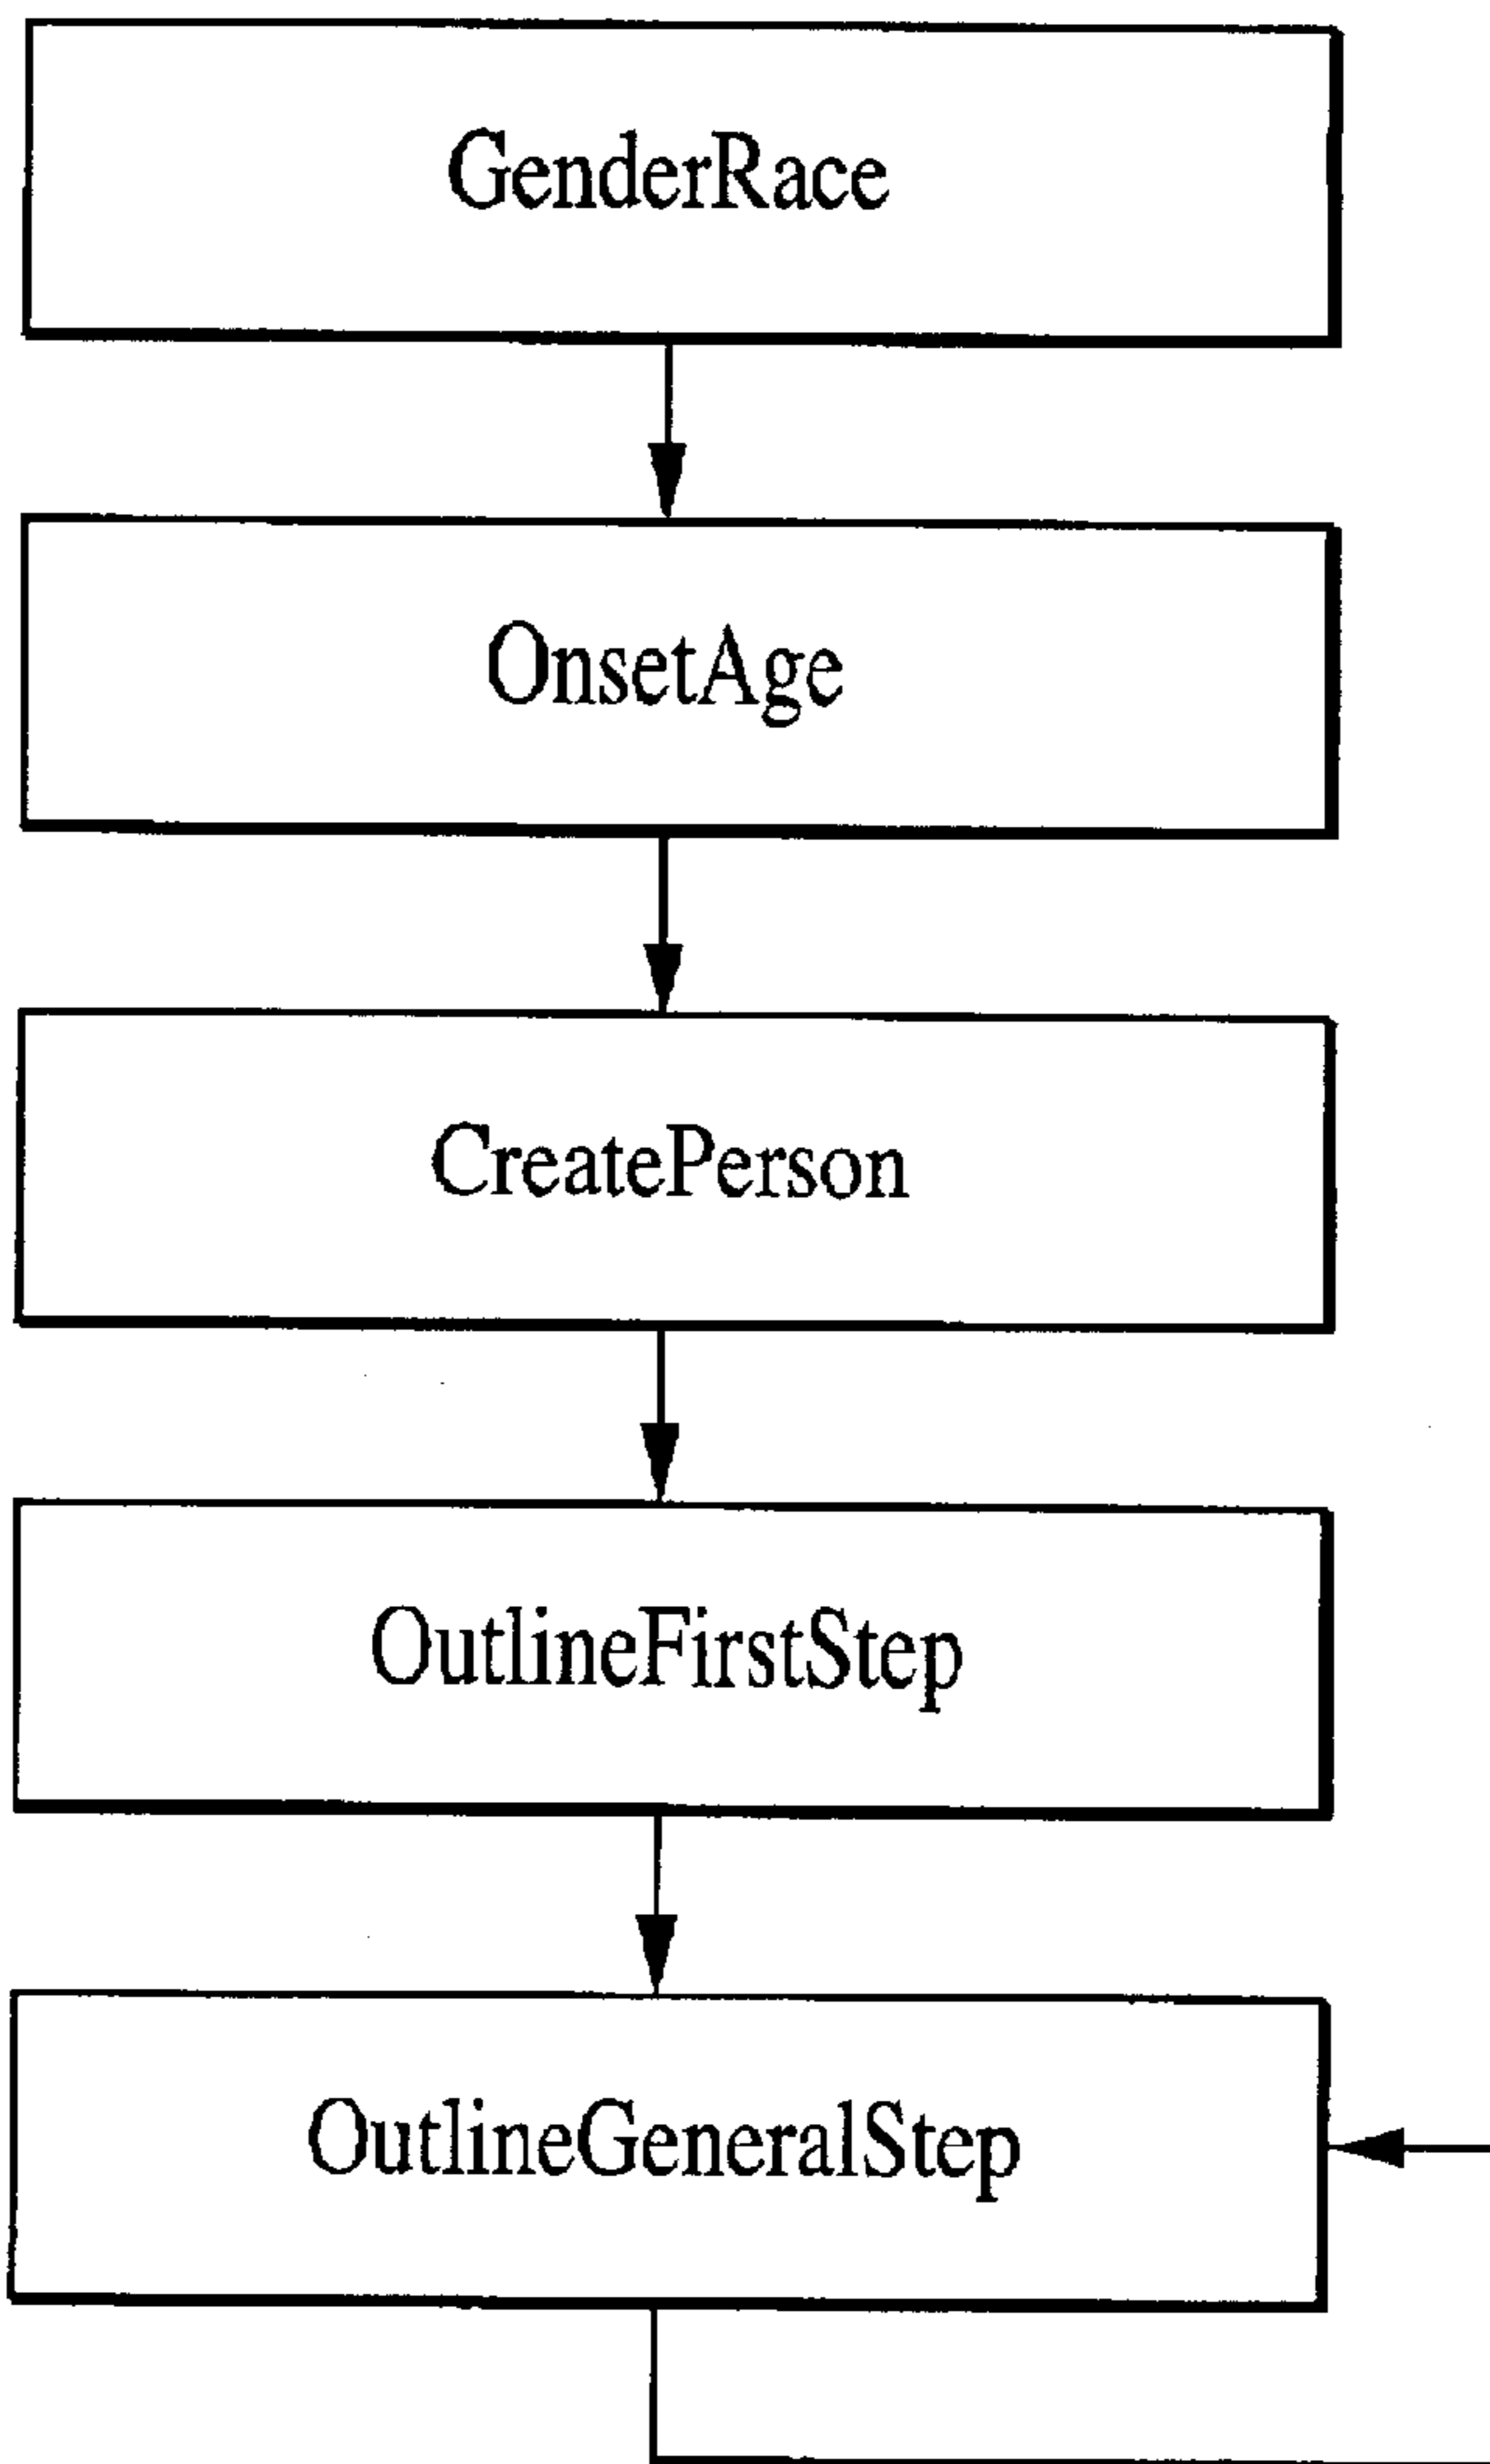 GenderRace
OnsetAge
CreatePerson
OutlineFirstStep
OutlineGeneralStep